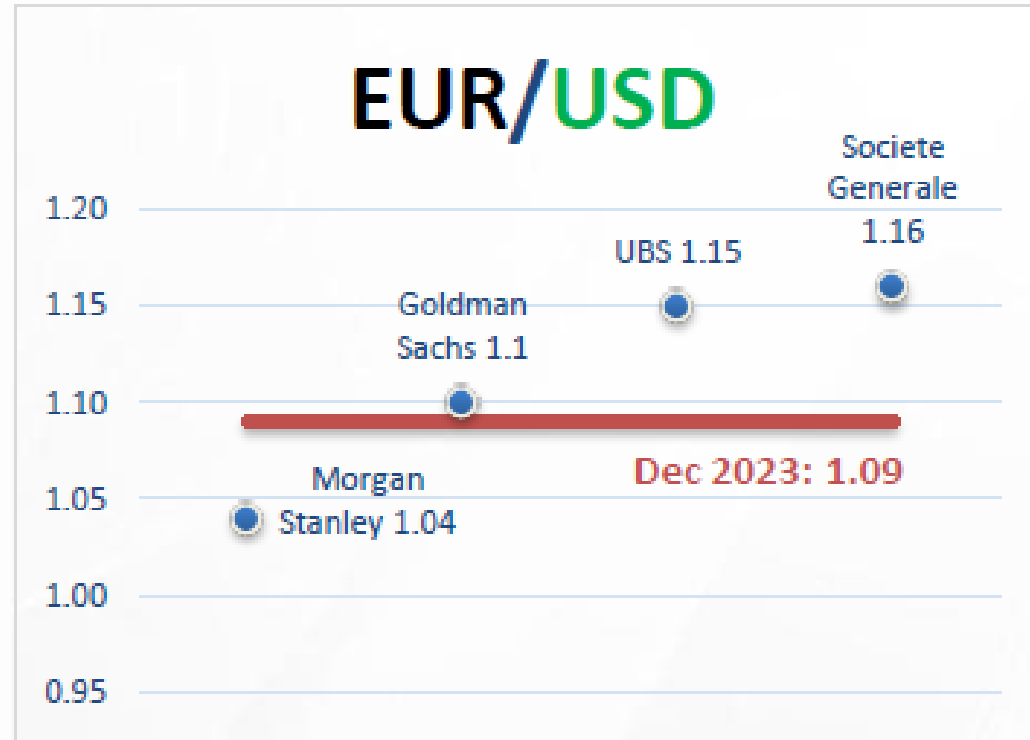 EUR/USD
Societe
Generale
1.16
1.20
UBS 1.15
1.15
Goldman
Sachs 1.1
1.10
Dec 2023: 1.09
Morgan
Stanley 1.04
1.05
1.00
0.95